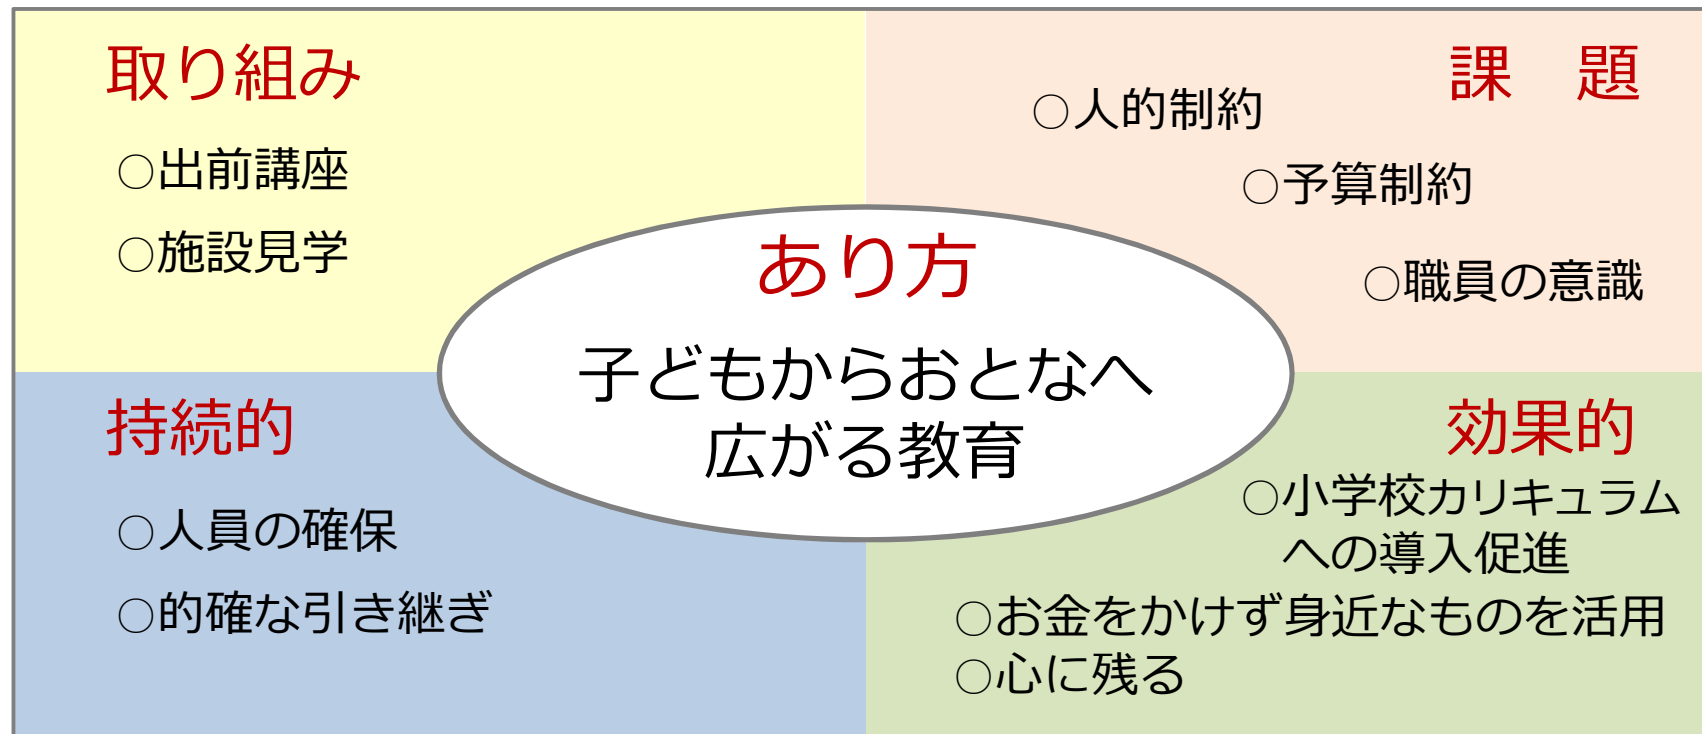 取り組み
○出前講座
○施設見学
課　題
○人的制約
○予算制約
○職員の意識
あり方
子どもからおとなへ
広がる教育
持続的
○人員の確保
○的確な引き継ぎ
効果的
○小学校カリキュラム
への導入促進
○お金をかけず身近なものを活用
○心に残る